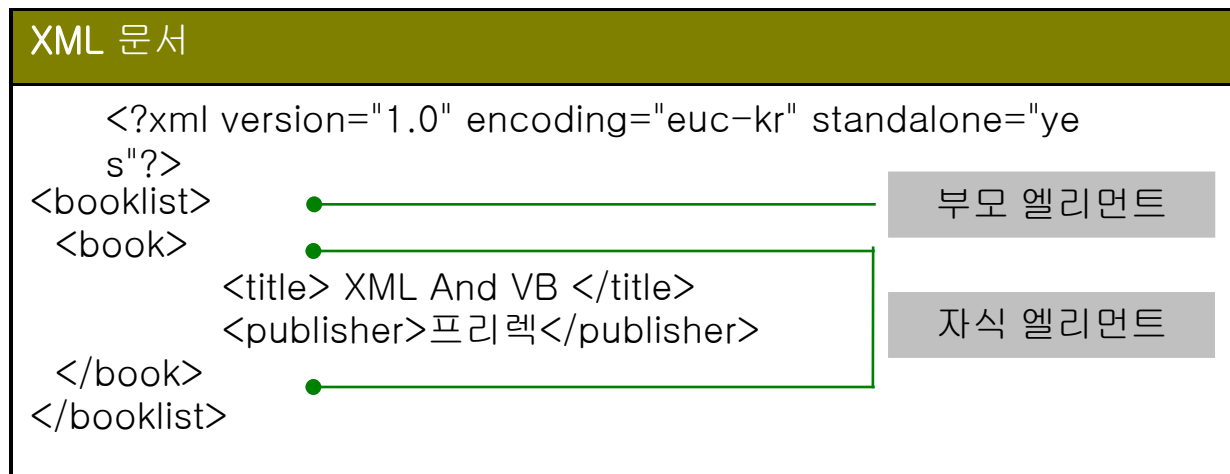 XML 문서
<?xml version="1.0" encoding="euc-kr" standalone="ye
s"?>
<booklist>
부모 엘리먼트
<book>
<title> XML And VB </title>
<publisher>프리렉</publisher>
자식 엘리먼트
</book>
</booklist>